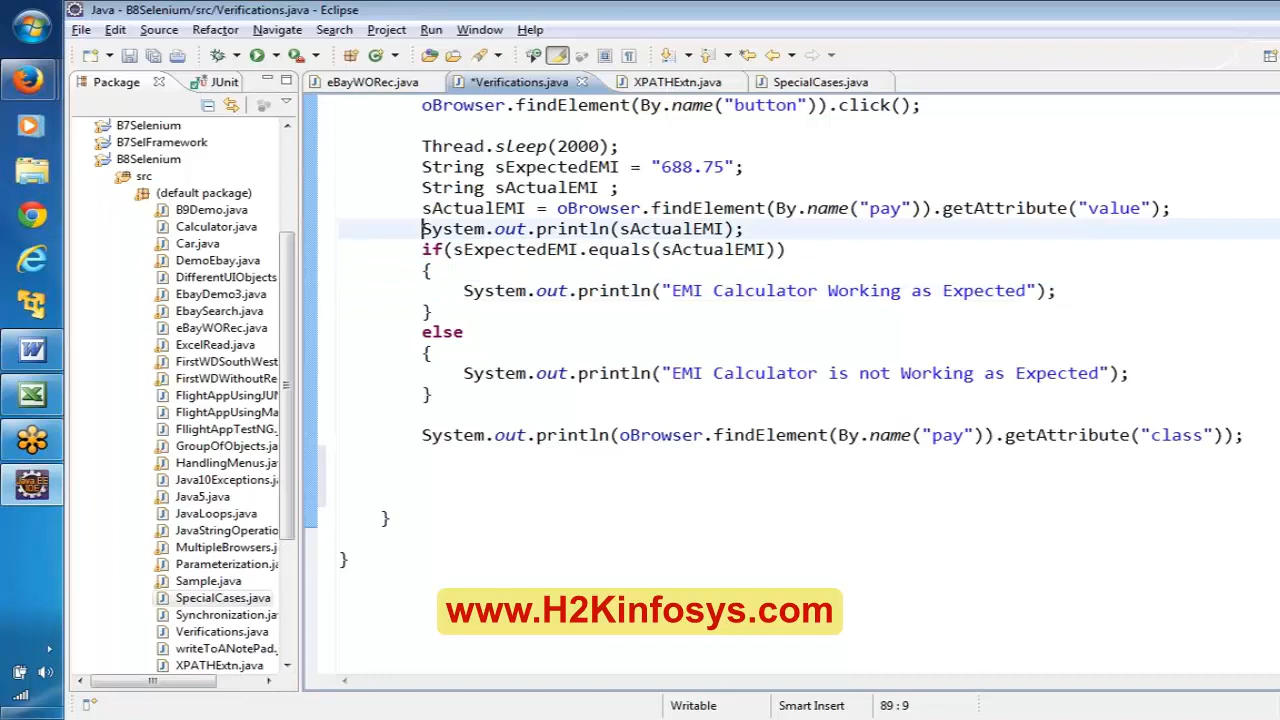 Java - B8Selenium/src/Verifications.java - Eclipse
File Edit Source Refactor Navigate Search Project Run Window Help
Package JUnit eBayWORec.java *Verifications.java XPATHExtn.java SpecialCases.java
B7Selenium
B7SelFramework
B8Selenium
src
(default package)
B9Demo.java
Calculator.java
Car.java
DemoEbay.java
DifferentUIObjects
EbayDemo3.java
EbaySearch.java
eBayWORec.java
ExcelRead.java
FirstWDSouthWest
FirstWDWithoutRe
FlightAppUsingJUN
FlightAppUsingMa
FllightAppTestNG.
GroupOfObjects.jav
HandlingMenus.jav
Java10Exceptions.j
Java5.java
JavaLoops.java
JavaStringOperatio
MultipleBrowsers.j
Parameterization.ja
Sample.java
SpecialCases.java
Synchronization.ja
Verifications.java
writeToANotePad.
XPATHExtn.java
oBrowser.findElement(By.name("button")).click();
Thread.sleep(2000);
String sExpectedEMI = "688.75";
String sActualEMI ;
sActualEMI = oBrowser.findElement(By.name("pay")).getAttribute("value");
System.out.println(sActualEMI);
if(sExpectedEMI.equals(sActualEMI))
{
System.out.println("EMI Calculator Working as Expected");
}
else
{
System.out.println("EMI Calculator is not Working as Expected");
}
System.out.println(oBrowser.findElement(By.name("pay")).getAttribute("class"));
}
}
www.H2Kinfosys.com
Writable Smart Insert 89 : 9